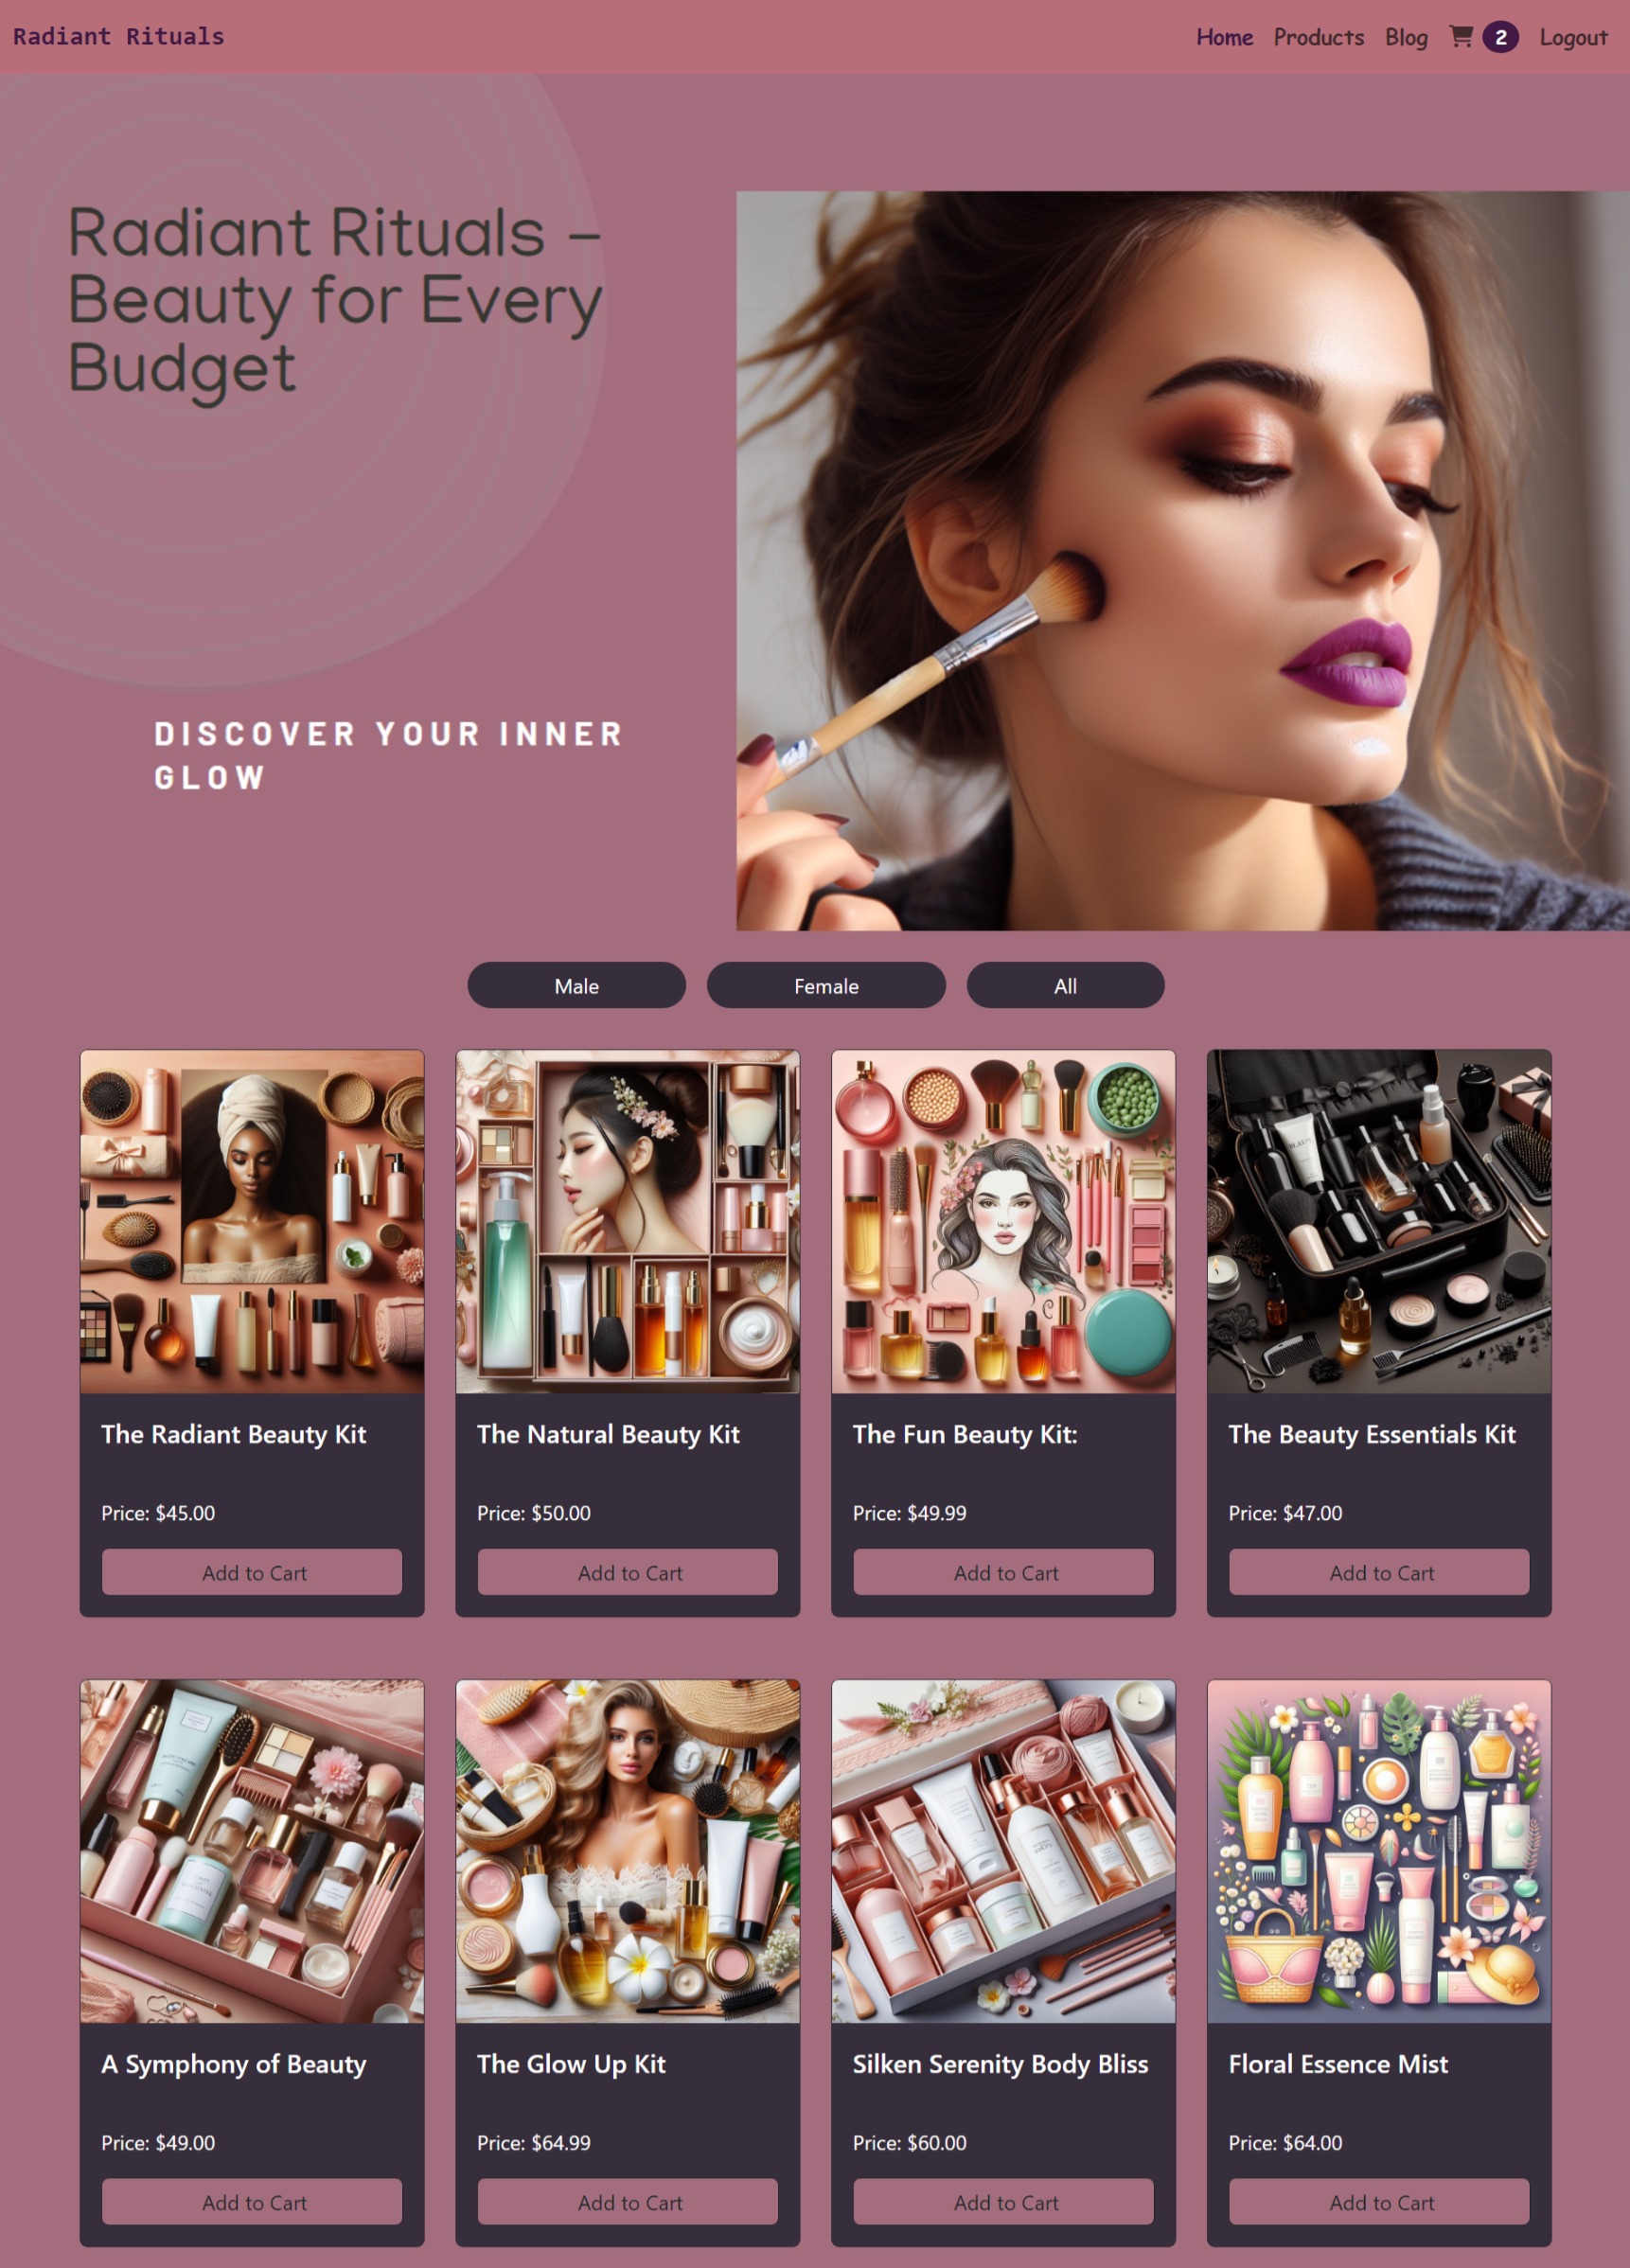 Radiant Rituals
Home Products Blog 2 Logout
Radiant Rituals –
Beauty for Every
Budget
DISCOVER YOUR INNER
GLOW
Male Female All
The Radiant Beauty Kit
Price: $45.00
Add to Cart
The Natural Beauty Kit
Price: $50.00
Add to Cart
The Fun Beauty Kit:
Price: $49.99
Add to Cart
The Beauty Essentials Kit
Price: $47.00
Add to Cart
A Symphony of Beauty
Price: $49.00
Add to Cart
The Glow Up Kit
Price: $64.99
Add to Cart
Silken Serenity Body Bliss
Price: $60.00
Add to Cart
Floral Essence Mist
Price: $64.00
Add to Cart